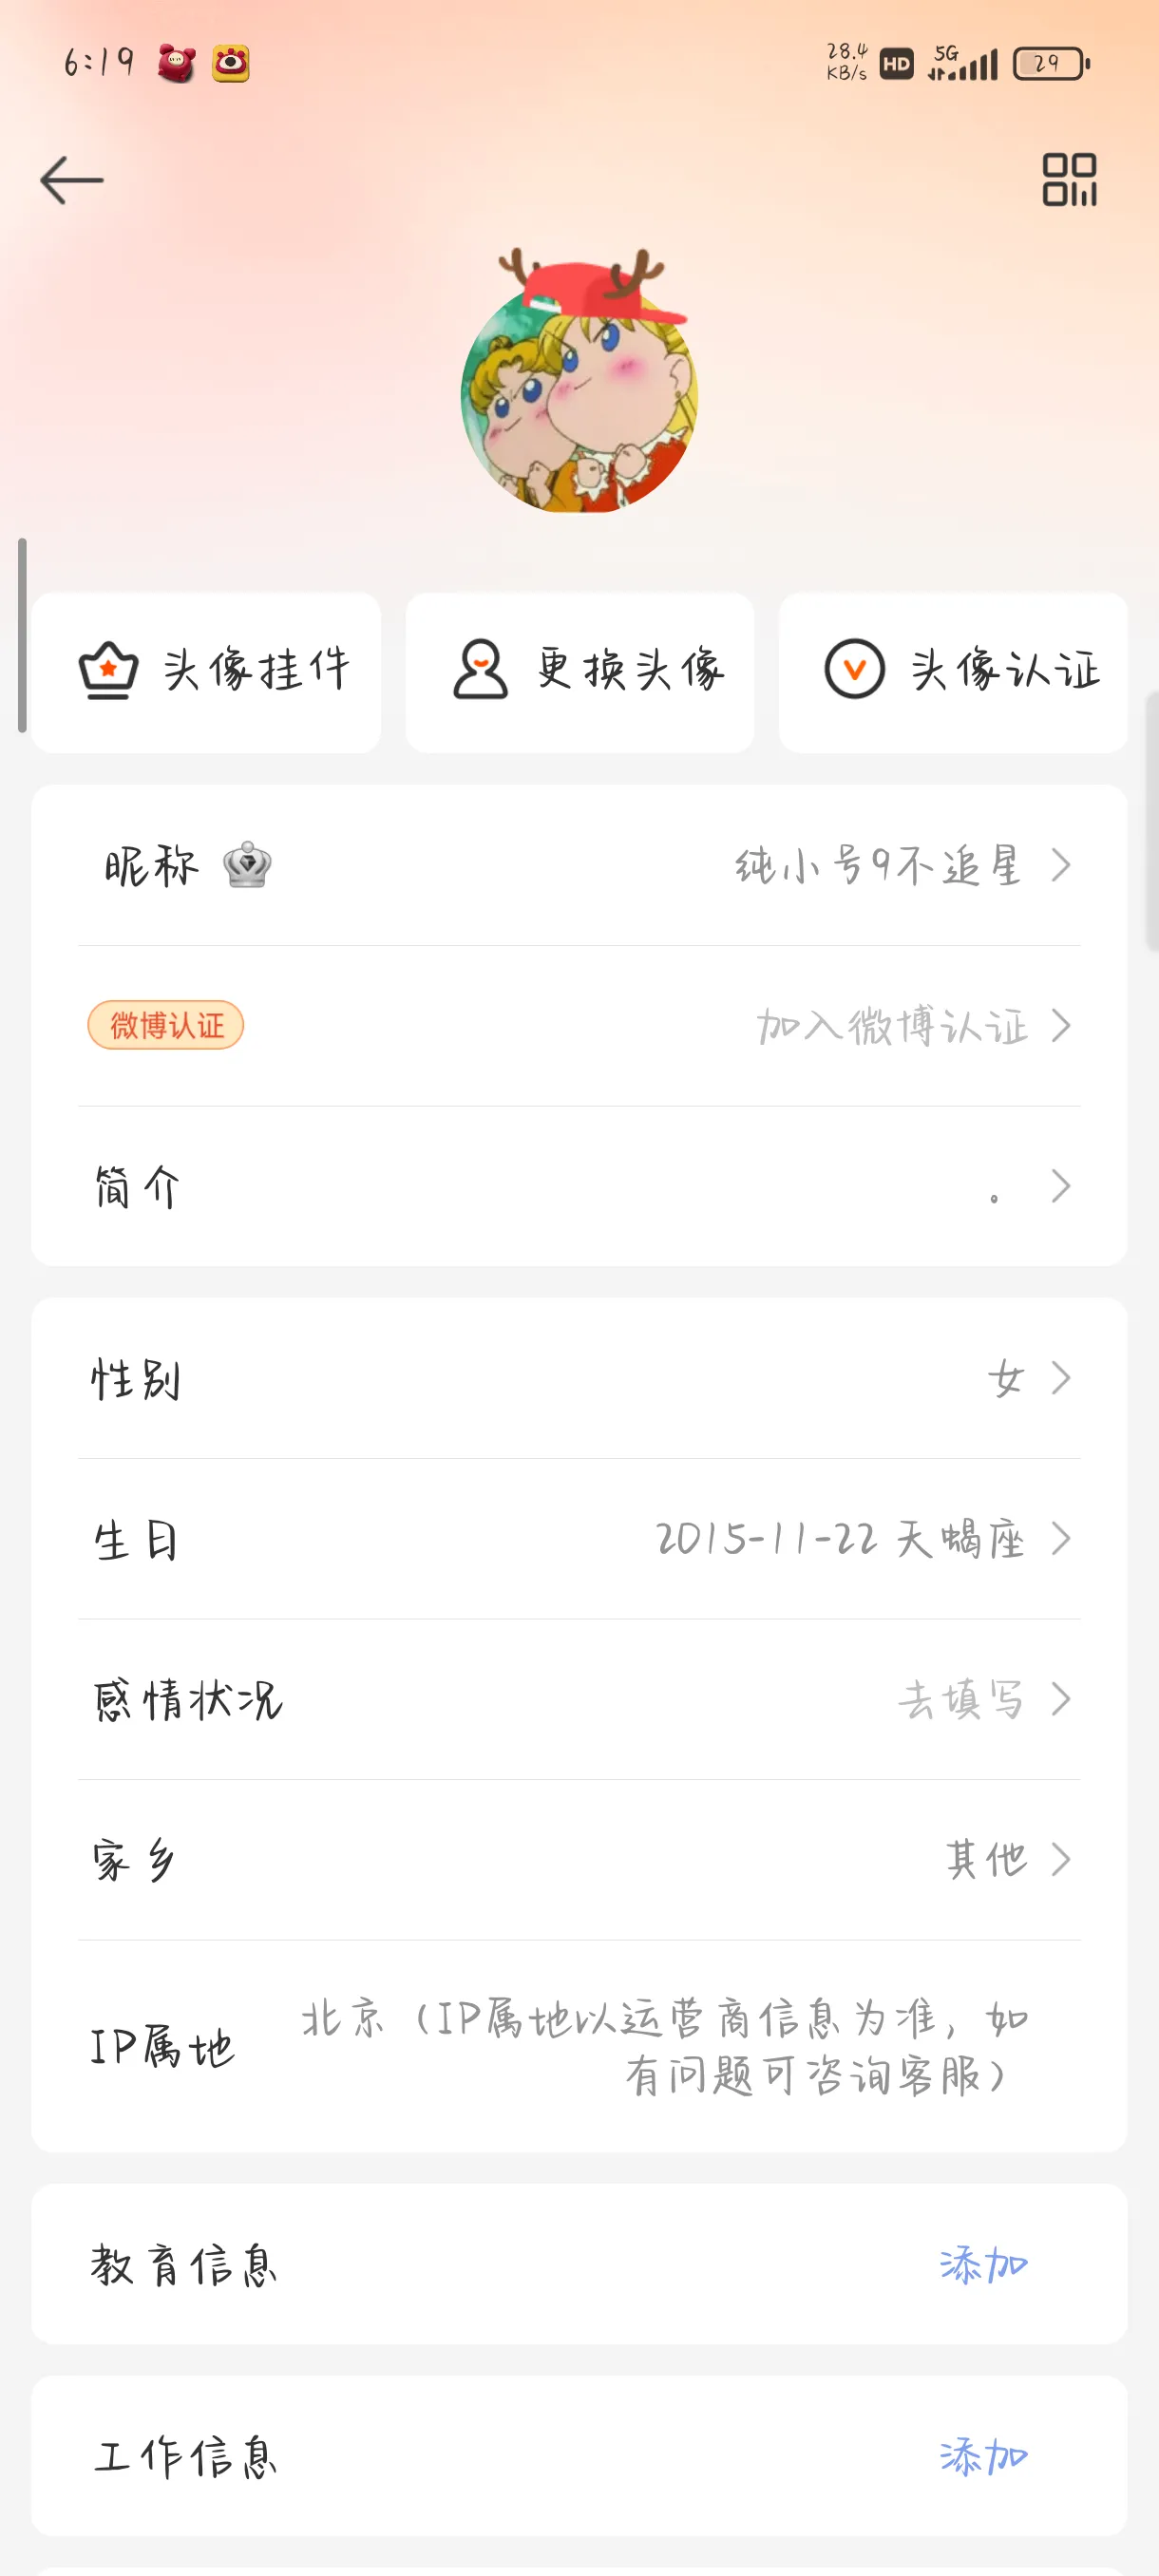 6:19
28.4
KB/s
HD
5G
29
头像挂件
更换头像
头像认证
昵称
纯小号9不追星
微博认证
加入微博认证
简介
。
性别
女
生日
2015-11-22 天蝎座
感情状况
去填写
家乡
其他
IP属地
北京（IP属地以运营商信息为准，如
有问题可咨询客服）
教育信息
添加
工作信息
添加